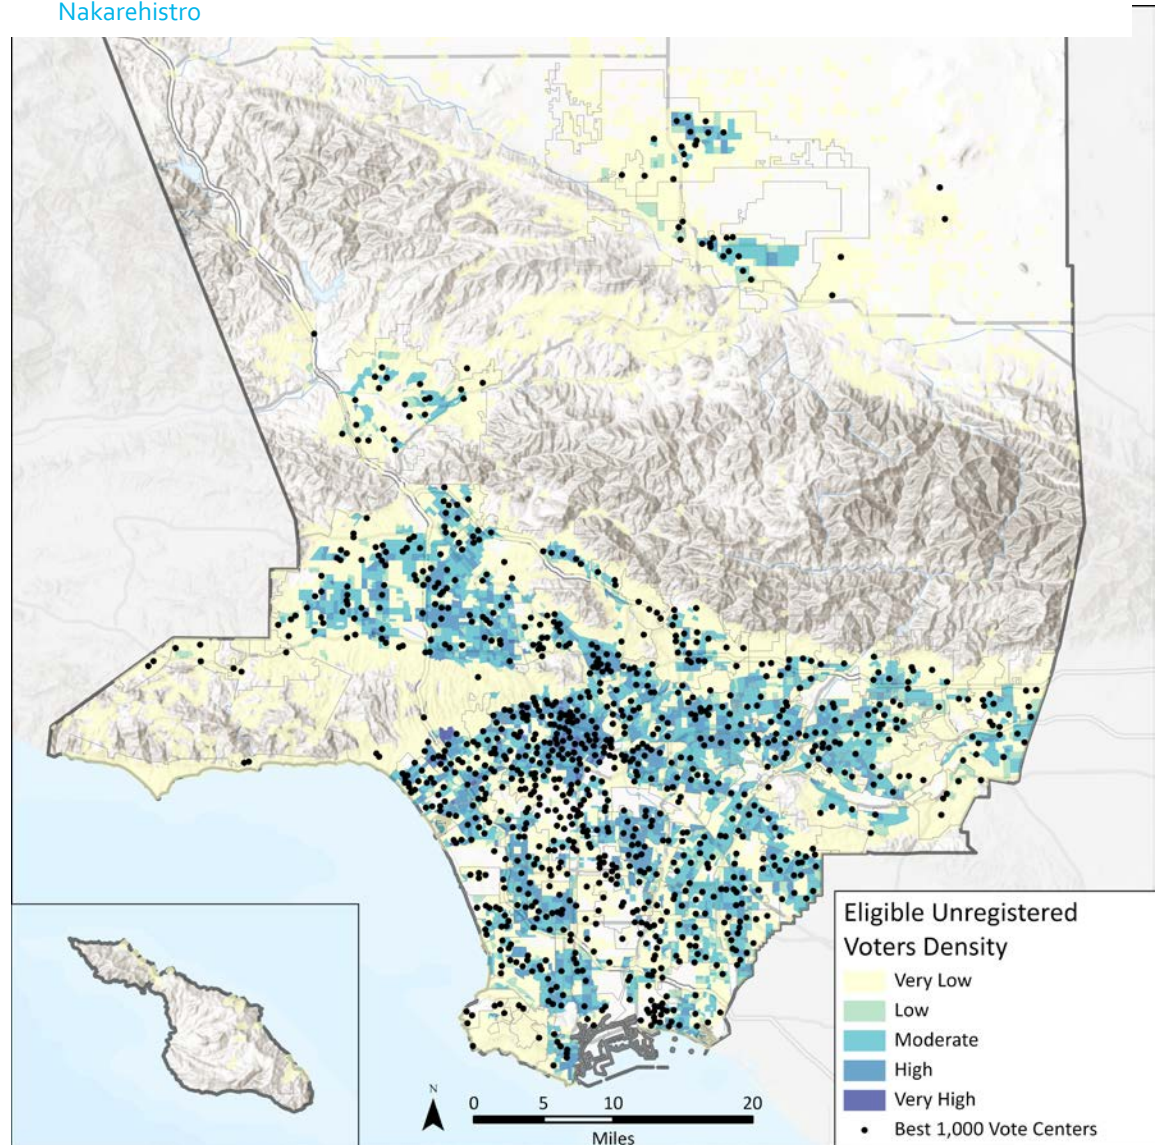 Nakarehistro
Eligible Unregistered
Voters Density
Very Low
Low
Moderate
High
Very High
Best 1,000 Vote Centers
N
0 5 10 20
Miles